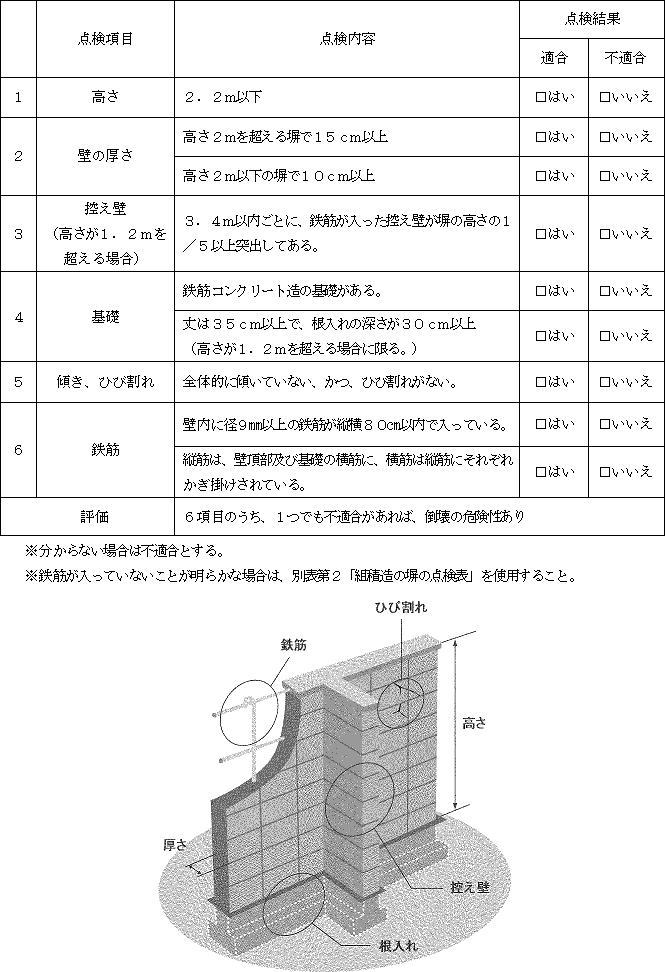 点検項目
点検内容
点検結果
適合
不適合
１
高さ
２．２ｍ以下
□はい
□いいえ
２
壁の厚さ
高さ２ｍを超える塀で１５ｃｍ以上
□はい
□いいえ
高さ２ｍ以下の塀で１０ｃｍ以上
□はい
□いいえ
３
控え壁
（高さが１．２ｍを
超える場合）
３．４ｍ以内ごとに、鉄筋が入った控え壁が塀の高さの１
／５以上突出してある。
□はい
□いいえ
４
基礎
鉄筋コンクリート造の基礎がある。
□はい
□いいえ
丈は３５ｃｍ以上で、根入れの深さが３０ｃｍ以上
（高さが１．２ｍを超える場合に限る。）
□はい
□いいえ
５
傾き、ひび割れ
全体的に傾いていない、かつ、ひび割れがない。
□はい
□いいえ
６
鉄筋
壁内に径９㎜以上の鉄筋が縦横８０㎝以内で入っている。
□はい
□いいえ
縦筋は、壁頂部及び基礎の横筋に、横筋は縦筋にそれぞれ
かぎ掛けされている。
□はい
□いいえ
評価
６項目のうち、１つでも不適合があれば、倒壊の危険性あり
※分からない場合は不適合とする。
※鉄筋が入っていないことが明らかな場合は、別表第２「組積造の塀の点検表」を使用すること。
ひび割れ
鉄筋
高さ
厚さ
控え壁
根入れ